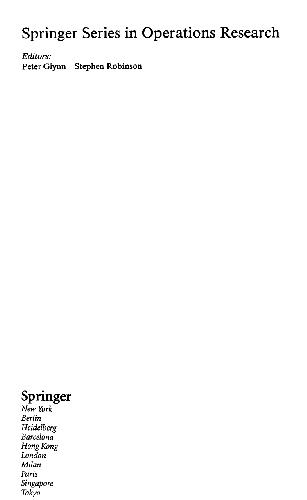 Springer Series in Operations Research
Editors:
Peter Glynn Stephen Robinson
Springer
New York
Berlin
Heidelberg
Barcelona
Hong Kong
London
Milan
Paris
Singapore
Tokyo